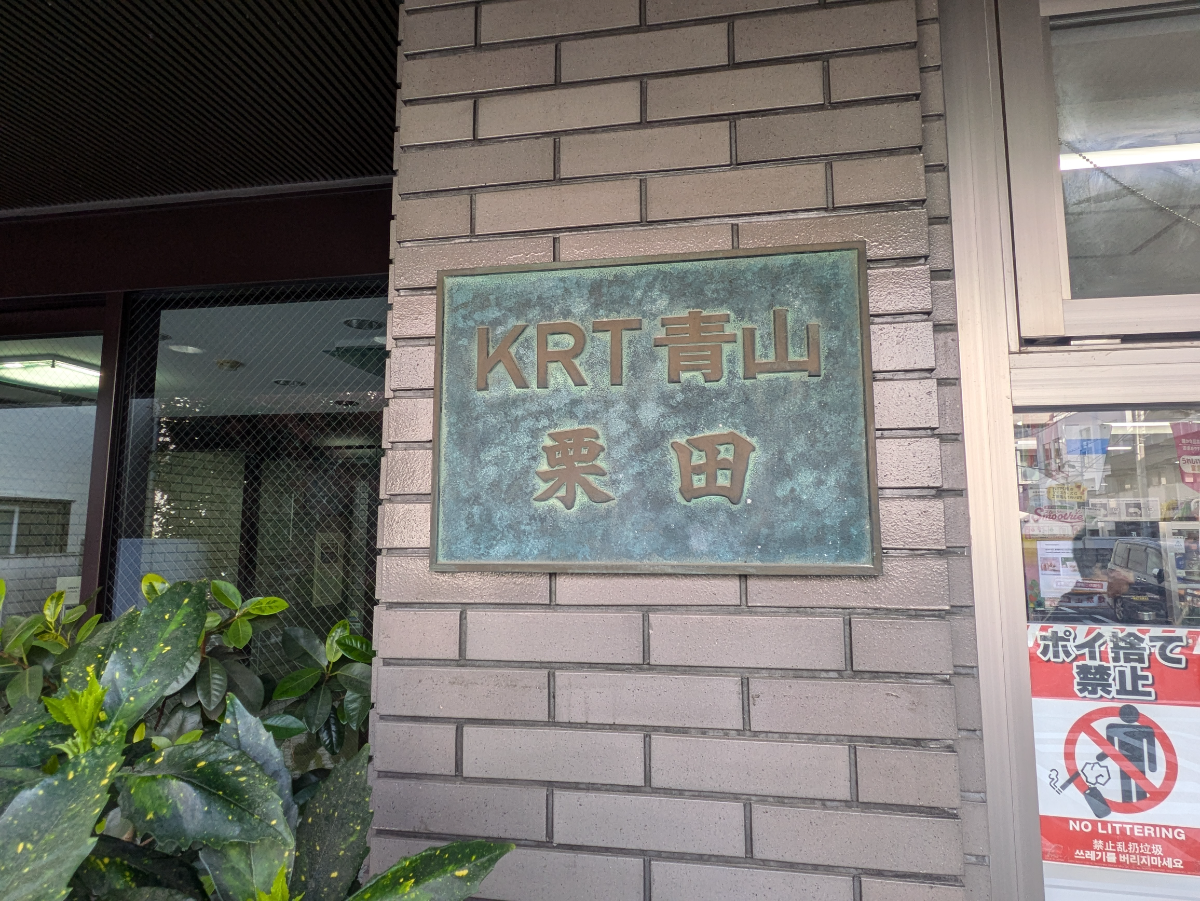 KRT青山
栗田
Smoothie
ポイ捨て
禁止
NO LITTERING
禁止乱扔垃圾
쓰레기를 버리지마세요